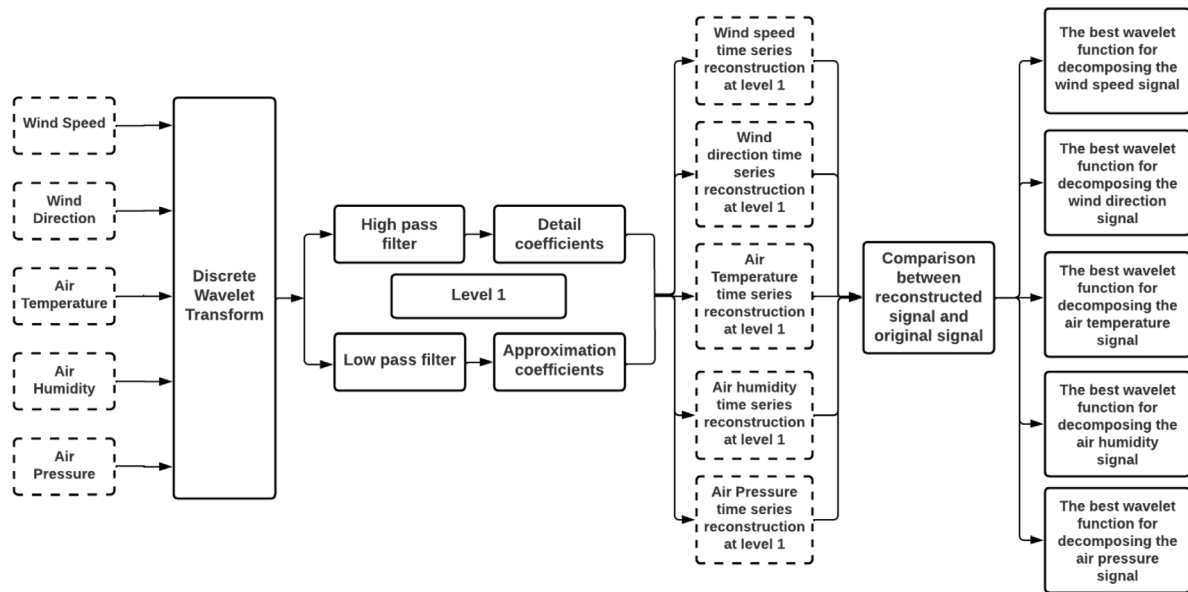 Wind Speed
Wind
Direction
Air
Temperature
Air
Humidity
Air
Pressure
Discrete
Wavelet
Transform
High pass
filter
Detail
coefficients
Level 1
Low pass filter
Approximation
coefficients
Wind speed
time series
reconstruction
at level 1
Wind
direction time
series
reconstruction
at level 1
Air
Temperature
time series
reconstruction
at level 1
Air humidity
time series
reconstruction
at level 1
Air Pressure
time series
reconstruction
at level 1
Comparison
between
reconstructed
signal and
original signal
The best wavelet
function for
decomposing the
wind speed signal
The best wavelet
function for
decomposing the
wind direction
signal
The best wavelet
function for
decomposing the
air temperature
signal
The best wavelet
function for
decomposing the
air humidity
signal
The best wavelet
function for
decomposing the
air pressure
signal